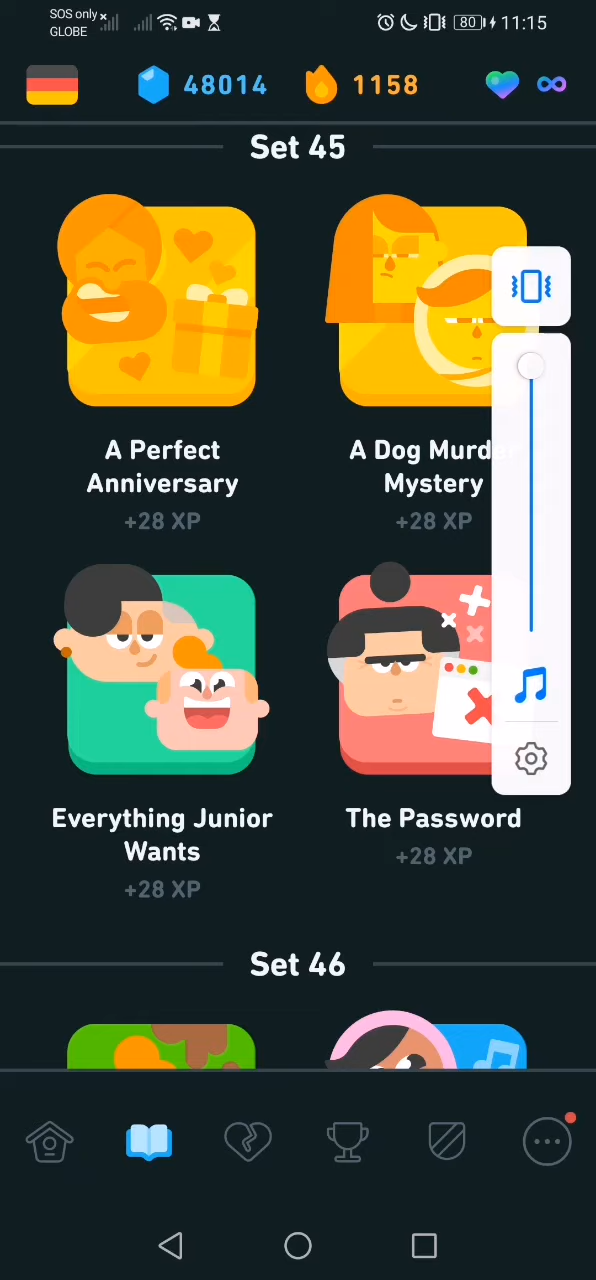 SOS only
GLOBE
80
11:15
48014
1158
Set 45
A Perfect
Anniversary
+28 XP
A Dog Murder
Mystery
+28 XP
Everything Junior
Wants
+28 XP
The Password
+28 XP
Set 46